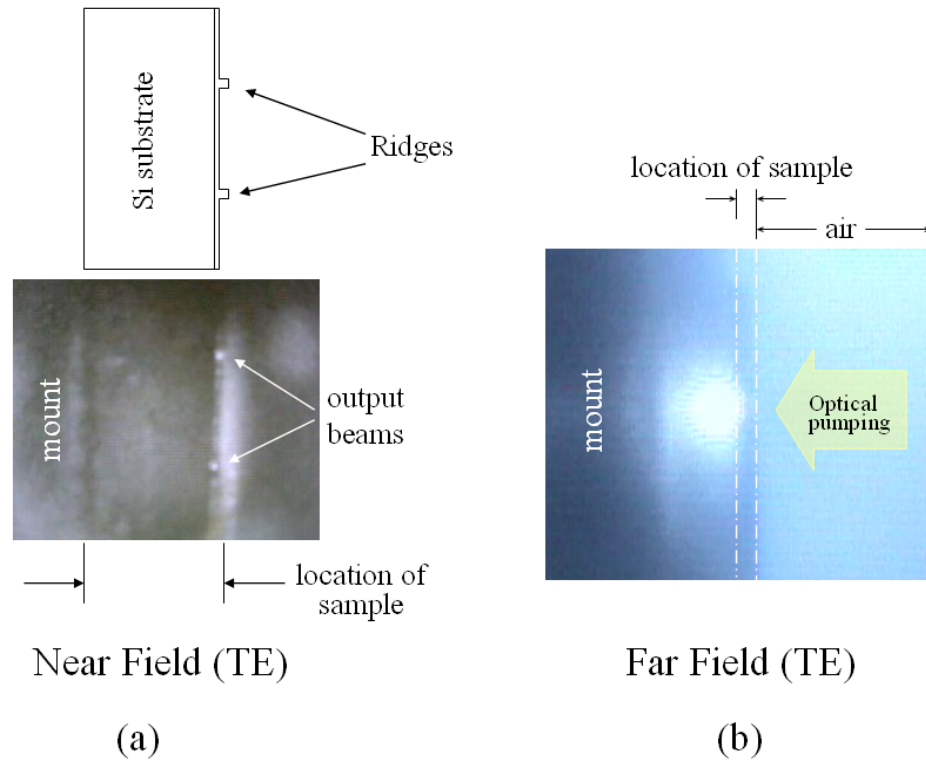 Si substrate
Ridges
mount
output
beams
location of
sample
Near Field (TE)
(a)
location of sample
air
mount
Optical
pumping
Far Field (TE)
(b)